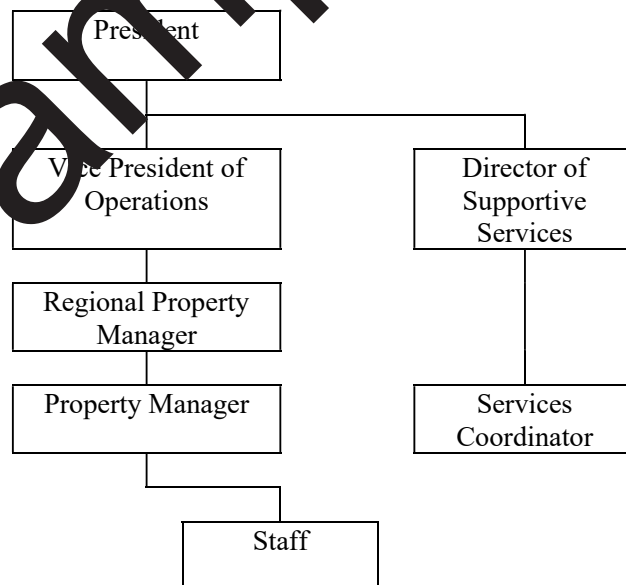 President
Vice President of
Operations
Director of
Supportive
Services
Regional Property
Manager
Property Manager
Services
Coordinator
Staff